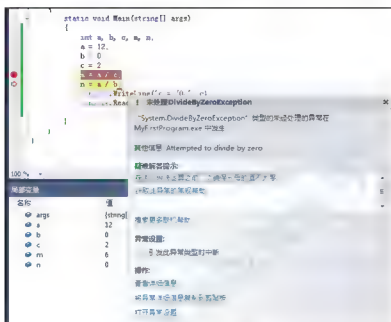 static void Main(string[] args)
{
int a, b, c, m, n;
a = 12;
b = 0
c = 2
m = a / c
n = a / b
}
}
未处理DivideByZeroException
"System.DivideByZeroException" 类型的未经处理的异常在
MyFirstProgram.exe 中发生
其他信息: Attempted to divide by zero
疑难解答提示:
获取此异常的常规帮助
搜索更多联机帮助
异常设置:
引发此异常类型时中断
操作:
查看详细信息
将异常详细信息复制到剪贴板
打开异常设置
100 %
局部变量
名称 值
args {string[
a 12
b 0
c 2
m 6
n 0